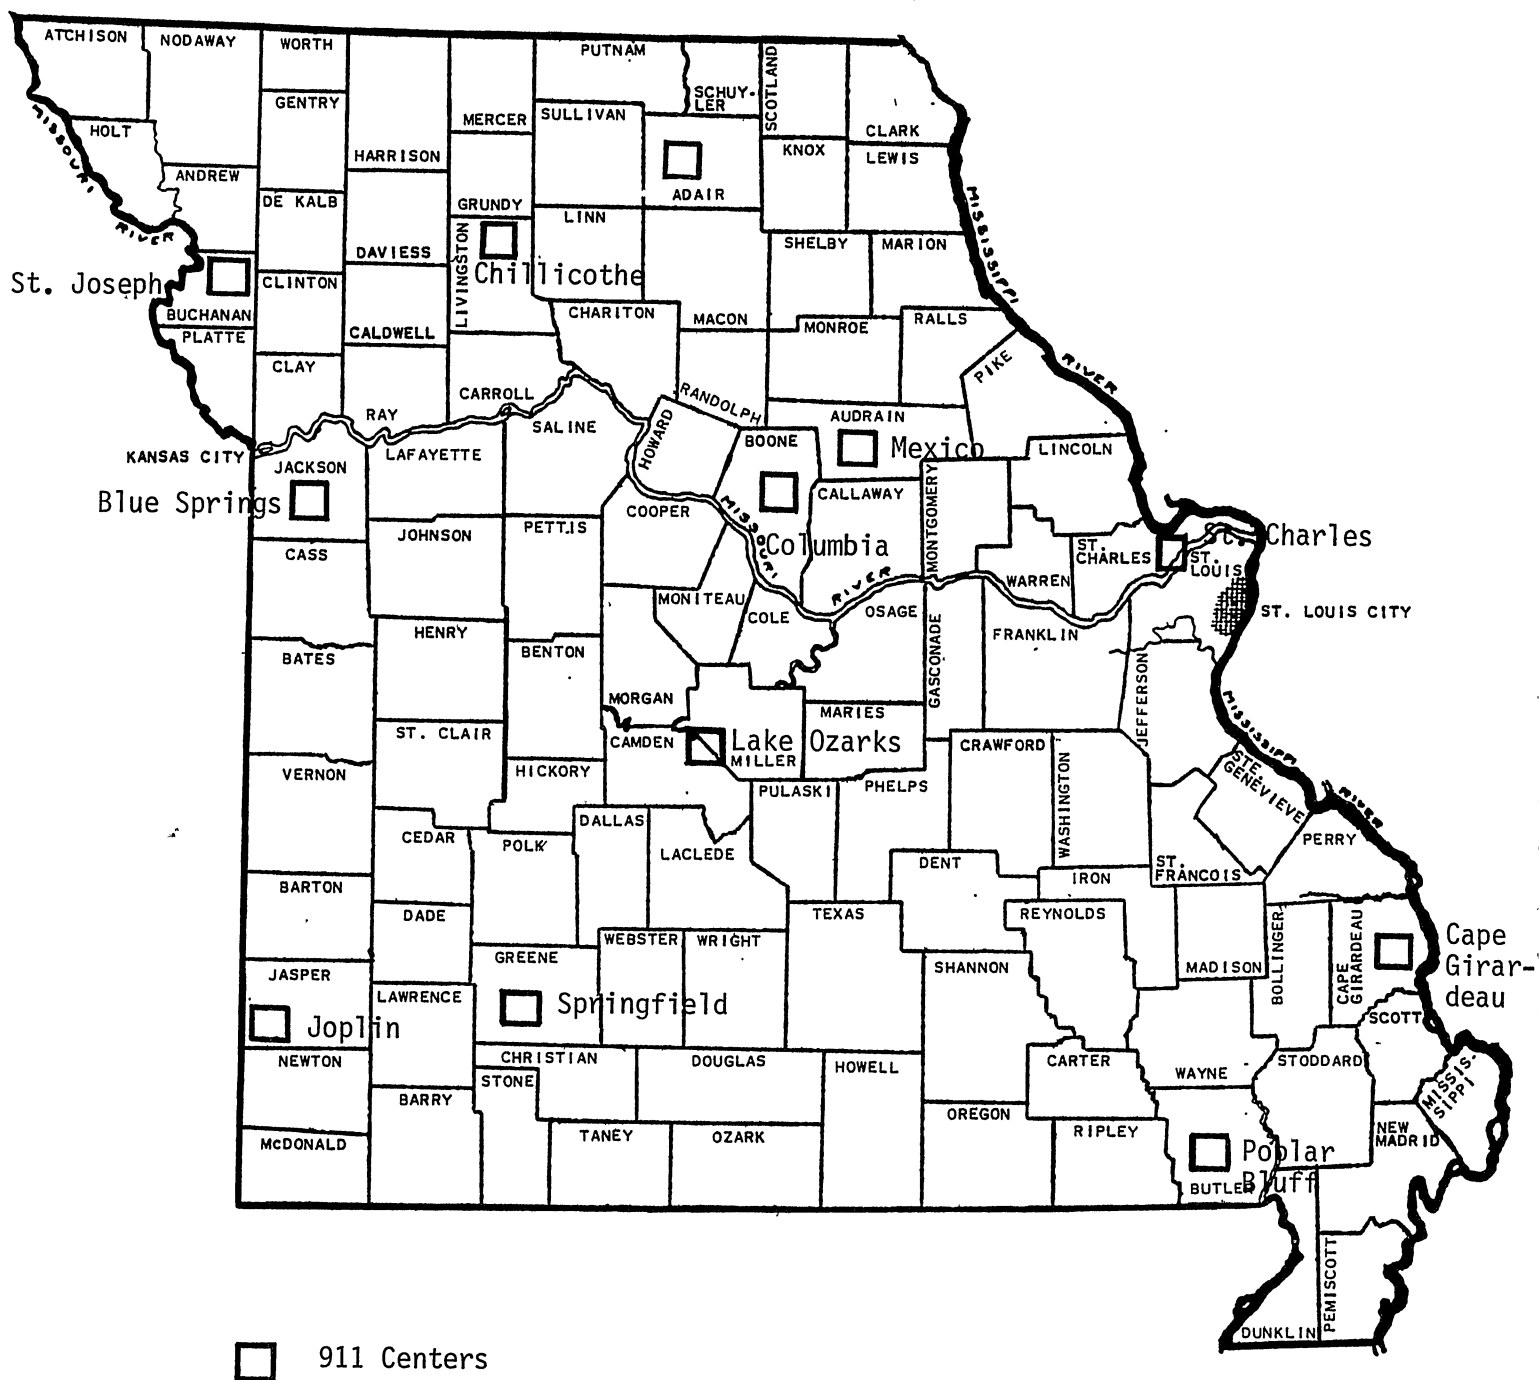 ATCHISON
NODAWAY
WORTH
PUTNAM
SCHUY-
LER
SCOTLAND
CLARK
GENTRY
MERCER
SULLIVAN
HOLT
HARRISON
KNOX
LEWIS
MISSOURI
RIVER
ANDREW
DE KALB
GRUNDY
ADAIR
LINN
MISSISSIPPI
RIVER
DAVIESS
LIVINGSTON
SHELBY
MARION
St. Joseph
CLINTON
Chillicothe
BUCHANAN
CHARITON
MACON
MONROE
RALLS
PLATTE
CALDWELL
CLAY
PIKE
CARROLL
RANDOLPH
RAY
SALINE
HOWARD
AUDRAIN
KANSAS CITY
JACKSON
LAFAYETTE
BOONE
Mexico
LINCOLN
Blue Springs
COOPER
CALLAWAY
MONTGOMERY
CASS
JOHNSON
PETTIS
MISSOURI
RIVER
Columbia
ST.
CHARLES
St. Charles
ST.
LOUIS
WARREN
MONITEAU
COLE
OSAGE
ST. LOUIS CITY
HENRY
FRANKLIN
BATES
BENTON
GASCONADE
JEFFERSON
MORGAN
MARIES
MISSISSIPPI
RIVER
ST. CLAIR
CAMDEN
Lake Ozarks
MILLER
CRAWFORD
WASHINGTON
STE.
GENEVIEVE
VERNON
HICKORY
PULASKI
PHELPS
DALLAS
CEDAR
POLK
LACLEDE
DENT
PERRY
ST.
FRANCOIS
IRON
BARTON
DADE
TEXAS
REYNOLDS
BOLLINGER
CAPE
GIRARDEAU
Cape
Girar-
deau
WEBSTER
WRIGHT
GREENE
JASPER
SHANNON
MADISON
LAWRENCE
Springfield
Joplin
SCOTT
NEWTON
CHRISTIAN
DOUGLAS
HOWELL
CARTER
WAYNE
STODDARD
STONE
MISSIS-
SIPPI
BARRY
OREGON
MCDONALD
TANEY
OZARK
RIPLEY
NEW
MADRID
Poplar
Bluff
BUTLER
PEMISCOTT
DUNKLIN
911 Centers